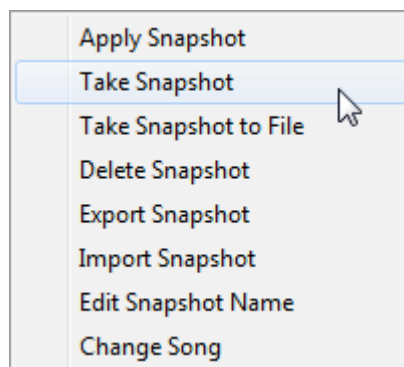 Apply Snapshot
Take Snapshot
Take Snapshot to File
Delete Snapshot
Export Snapshot
Import Snapshot
Edit Snapshot Name
Change Song